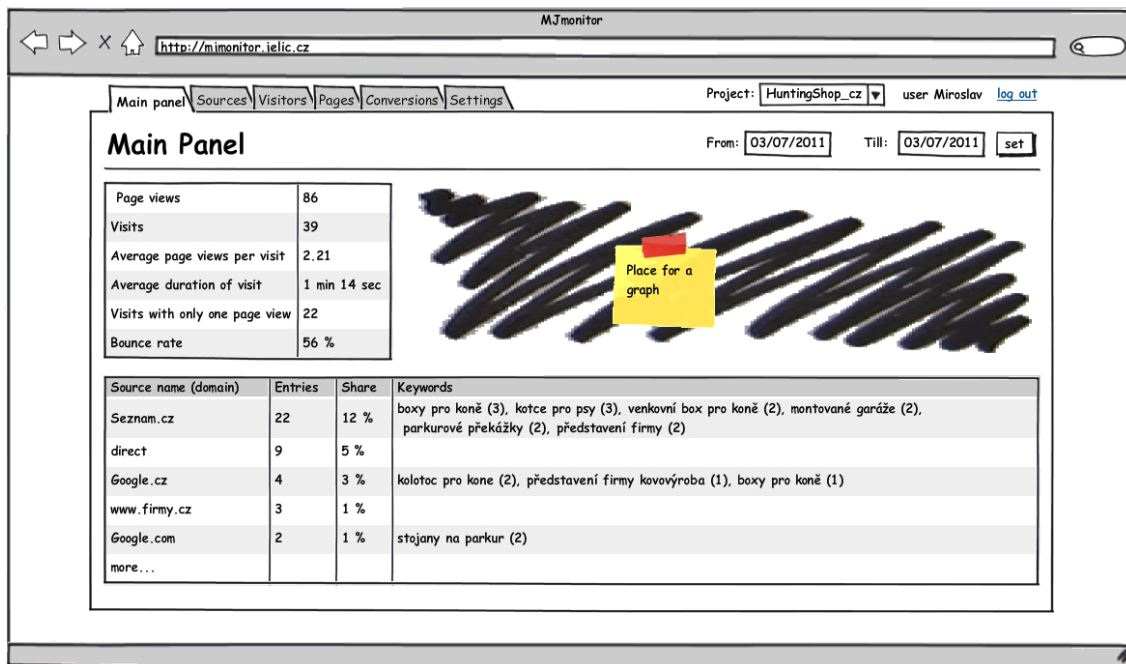 MJmonitor
http://mjmonitor.jelic.cz
Main panel Sources Visitors Pages Conversions Settings
Project: HuntingShop_cz user Miroslav log out
Main Panel
From: 03/07/2011 Till: 03/07/2011 set
Page views 86
Visits 39
Average page views per visit 2.21
Average duration of visit 1 min 14 sec
Visits with only one page view 22
Bounce rate 56 %
Place for a
graph
Source name (domain) Entries Share Keywords
Seznam.cz 22 12 % boxy pro koně (3), kotce pro psy (3), venkovní box pro koně (2), montované garáže (2),
parkurové překážky (2), představení firmy (2)
direct 9 5 %
Google.cz 4 3 % kolotoc pro kone (2), představení firmy kovovýroba (1), boxy pro koně (1)
www.firmy.cz 3 1 %
Google.com 2 1 % stojany na parkur (2)
more...